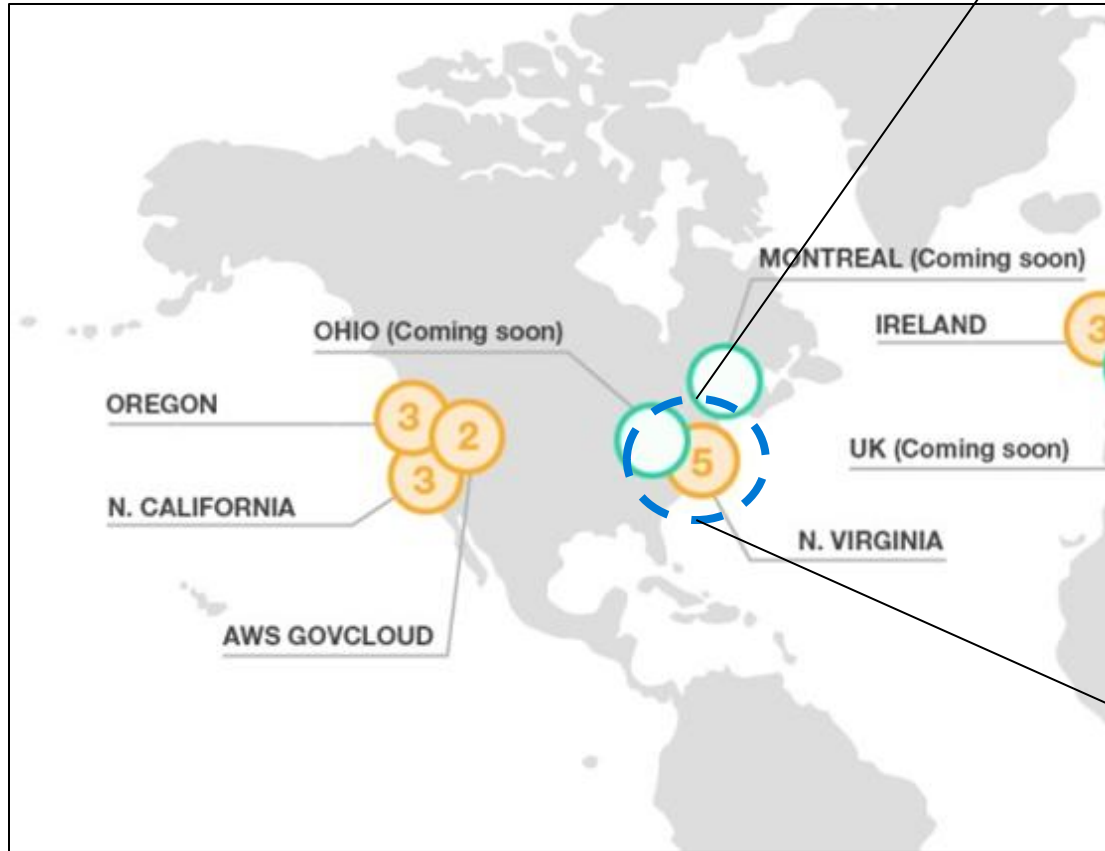 MONTREAL (Coming soon)
IRELAND
3
OHIO (Coming soon)
OREGON
3
2
UK (Coming soon)
5
3
N. CALIFORNIA
N. VIRGINIA
AWS GOVCLOUD